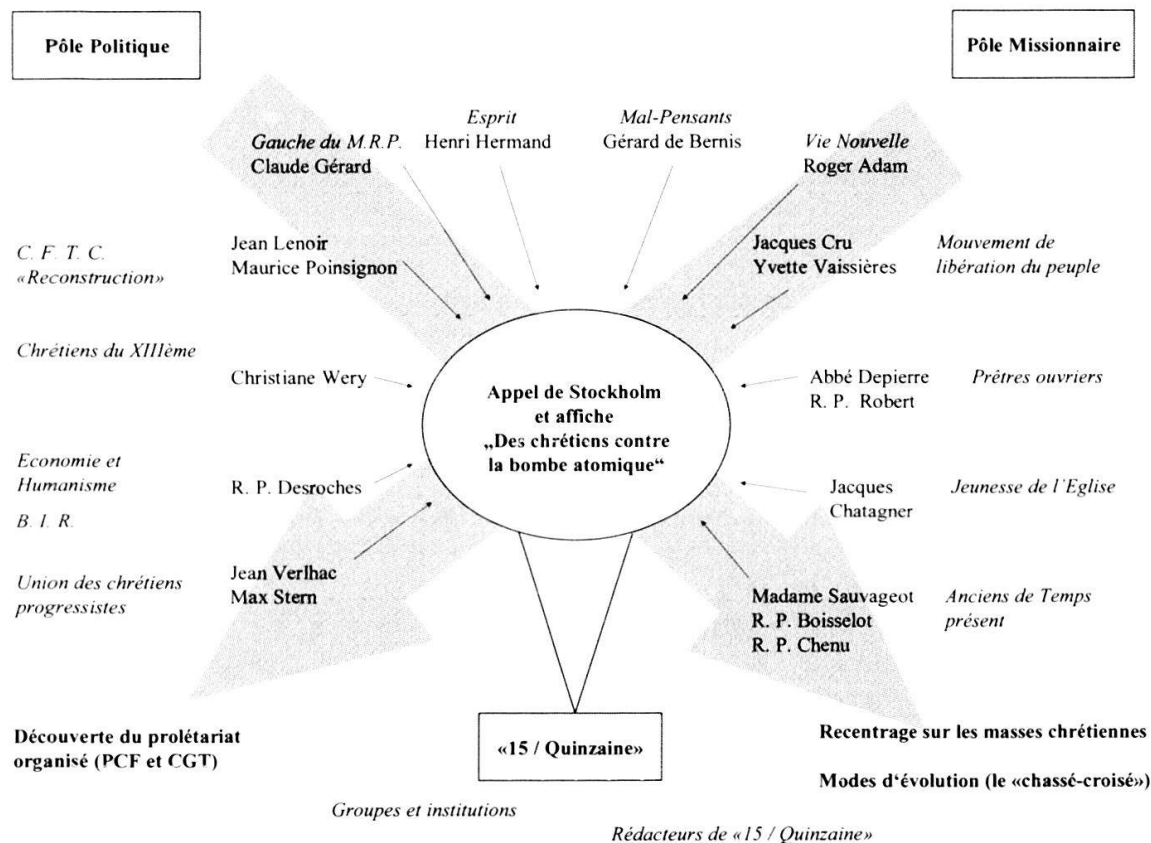 Pôle Politique
Pôle Missionnaire
Esprit
Henri Hermand
Mal-Pensants
Gérard de Bernis
Gauche du M.R.P.
Claude Gérard
Vie Nouvelle
Roger Adam
C. F. T. C.
«Reconstruction»
Jean Lenoir
Maurice Poinsignon
Jacques Cru
Yvette Vaissières
Mouvement de
libération du peuple
Chrétiens du XIIIème
Christiane Wery
Appel de Stockholm
et affiche
„Des chrétiens contre
la bombe atomique“
Abbé Depierre
R. P. Robert
Prêtres ouvriers
Economie et
Humanisme
B. I. R.
R. P. Desroches
Jacques
Chatagner
Jeunesse de l'Eglise
Union des chrétiens
progressistes
Jean Verlhac
Max Stern
Madame Sauvageot
R. P. Boisselot
R. P. Chenu
Anciens de Temps
présent
Découverte du prolétariat
organisé (PCF et CGT)
«15 / Quinzaine»
Recentrage sur les masses chrétiennes
Modes d‘évolution (le «chassé-croisé»)
Groupes et institutions
Rédacteurs de «15 / Quinzaine»